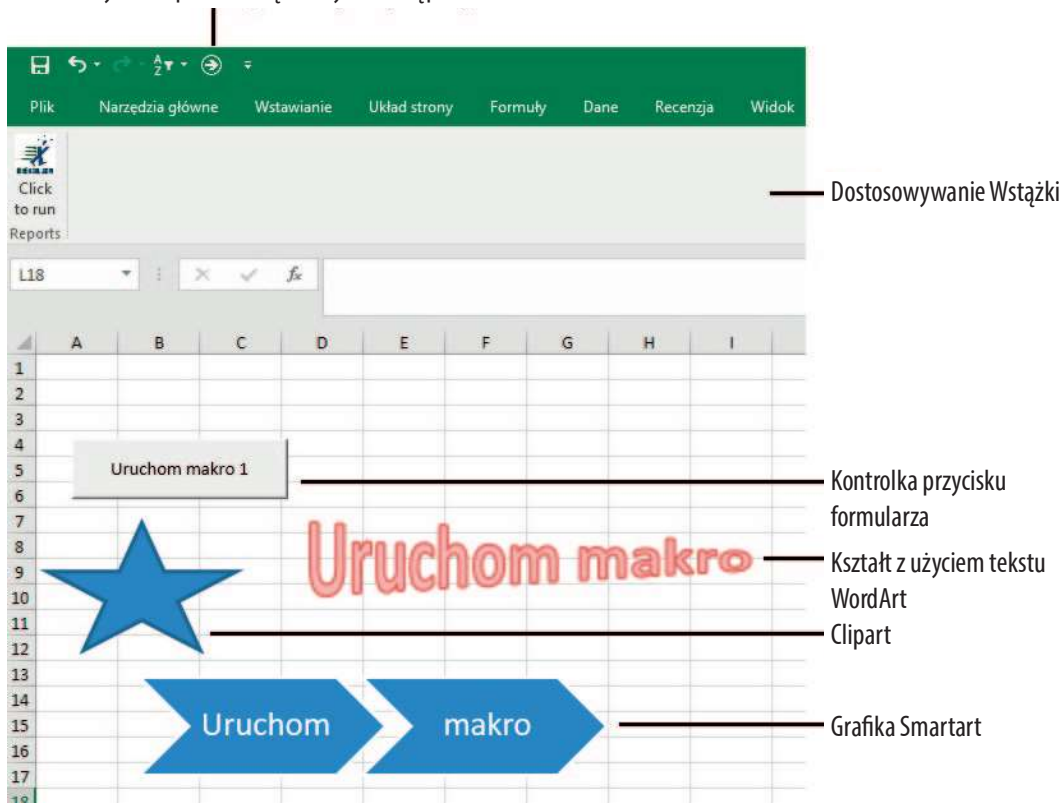 Plik Narzędzia główne Wstawianie Układ strony Formuły Dane Recenzja Widok
Click
to run
Reports
Dostosowywanie Wstążki
L18 fx
A B C D E F G H I
1
2
3
4
5 Uruchom makro 1
6
Kontrolka przycisku
formularza
7
8 Uruchom makro
9
Kształt z użyciem tekstu
WordArt
10
11
Clipart
12
13
14
15 Uruchom makro
Grafika Smartart
16
17
18